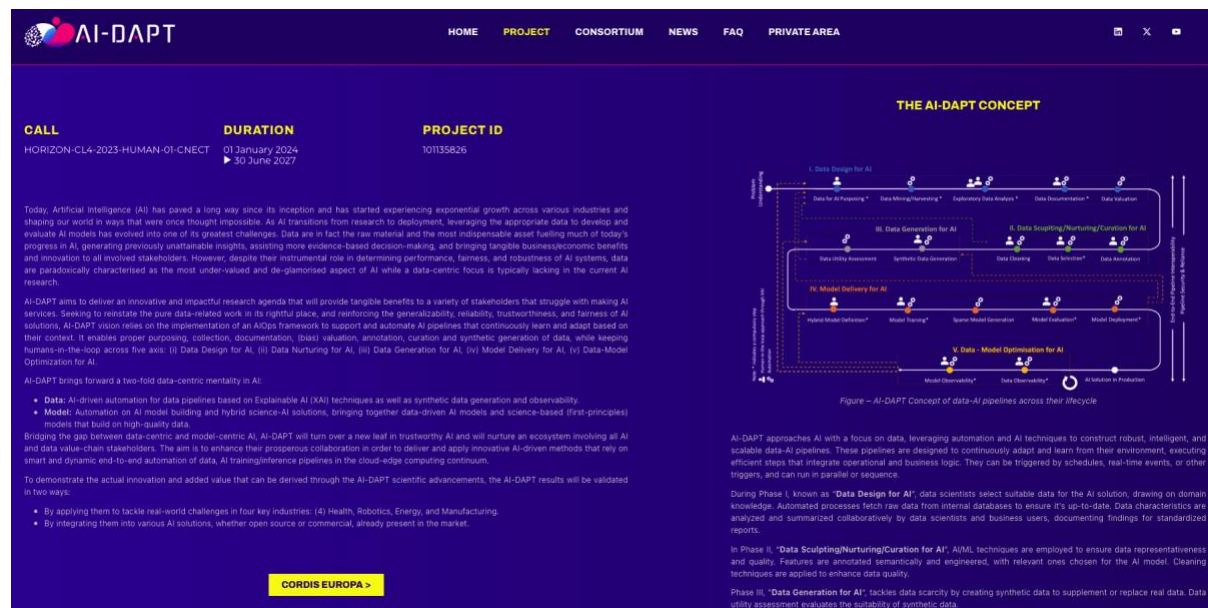 AI-DAPT
HOME PROJECT CONSORTIUM NEWS FAQ PRIVATE AREA
CALL
HORIZON-CL4-2023-HUMAN-01-CNECT
DURATION
01 January 2024
▶ 30 June 2027
PROJECT ID
101135826
Today, Artificial Intelligence (AI) has paved a long way since its inception and has started experiencing exponential growth across various industries and
shaping our world in ways that were once thought impossible. As AI transitions from research to deployment, leveraging the appropriate data to develop and
evaluate AI models has evolved into one of its greatest challenges. Data are in fact the raw material and the most indispensable asset fuelling much of today's
progress in AI, generating previously unattainable insights, assisting more evidence-based decision-making, and bringing tangible business/economic benefits
and innovation to all involved stakeholders. However, despite their instrumental role in determining performance, fairness, and robustness of AI systems, data
are paradoxically characterised as the most under-valued and de-glamorised aspect of AI while a data-centric focus is typically lacking in the current AI
research.
AI-DAPT aims to deliver an innovative and impactful research agenda that will provide tangible benefits to a variety of stakeholders that struggle with making AI
services. Seeking to reinstate the pure data-related work in its rightful place, and reinforcing the generalizability, reliability, trustworthiness, and fairness of AI
solutions, AI-DAPT vision relies on the implementation of an AIOps framework to support and automate AI pipelines that continuously learn and adapt based on
their context. It enables proper purposing, collection, documentation, (bias) valuation, annotation, curation and synthetic generation of data, while keeping
humans-in-the-loop across five axis: (i) Data Design for AI, (ii) Data Nurturing for AI, (iii) Data Generation for AI, (iv) Model Delivery for AI, (v) Data-Model
Optimization for AI.
AI-DAPT brings forward a two-fold data-centric mentality in AI:
• Data: AI-driven automation for data pipelines based on Explainable AI (XAI) techniques as well as synthetic data generation and observability.
• Model: Automation on AI model building and hybrid science-AI solutions, bringing together data-driven AI models and science-based (first-principles)
models that build on high-quality data.
Bridging the gap between data-centric and model-centric AI, AI-DAPT will turn over a new leaf in trustworthy AI and will nurture an ecosystem involving all AI
and data value-chain stakeholders. The aim is to enhance their prosperous collaboration in order to deliver and apply innovative AI-driven methods that rely on
smart and dynamic end-to-end automation of data, AI training/inference pipelines in the cloud-edge computing continuum.
To demonstrate the actual innovation and added value that can be derived through the AI-DAPT scientific advancements, the AI-DAPT results will be validated
in two ways:
• By applying them to tackle real-world challenges in four key industries: (4) Health, Robotics, Energy, and Manufacturing.
• By integrating them into various AI solutions, whether open source or commercial, already present in the market.
CORDIS EUROPA >
THE AI-DAPT CONCEPT
Problem
Understanding
I. Data Design for AI
Data for AI Purposing * Data Mining/Harvesting * Exploratory Data Analysis * Data Documentation * Data Valuation
III. Data Generation for AI
II. Data Scuplting/Nurturing/Curation for AI
Data Utility Assessment Synthetic Data Generation Data Cleaning Data Selection* Data Annotation
IV. Model Delivery for AI
Hybrid Model Definition* Model Training* Sparse Model Generation Model Evaluation* Model Deployment*
V. Data - Model Optimisation for AI
Model Observability* Data Observability* AI Solution in Production
End-to-End Pipeline Interoperability
Pipeline Security & Reliance
Figure – AI-DAPT Concept of data-AI pipelines across their lifecycle
AI-DAPT approaches AI with a focus on data, leveraging automation and AI techniques to construct robust, intelligent, and
scalable data-AI pipelines. These pipelines are designed to continuously adapt and learn from their environment, executing
efficient steps that integrate operational and business logic. They can be triggered by schedules, real-time events, or other
triggers, and can run in parallel or sequence.
During Phase I, known as "Data Design for AI", data scientists select suitable data for the AI solution, drawing on domain
knowledge. Automated processes fetch raw data from internal databases to ensure it's up-to-date. Data characteristics are
analyzed and summarized collaboratively by data scientists and business users, documenting findings for standardized
reports.
In Phase II, "Data Sculpting/Nurturing/Curation for AI", AI/ML techniques are employed to ensure data representativeness
and quality. Features are annotated semantically and engineered, with relevant ones chosen for the AI model. Cleaning
techniques are applied to enhance data quality.
Phase III, "Data Generation for AI", tackles data scarcity by creating synthetic data to supplement or replace real data. Data
utility assessment evaluates the suitability of synthetic data.